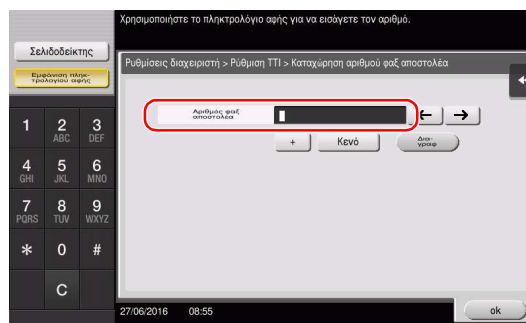 Χρησιμοποιήστε το πληκτρολόγιο αφής για να εισάγετε τον αριθμό.
Σελιδοδείκτης
Εμφάνιση πληκ-
τρολογίου αφής
Ρυθμίσεις διαχειριστή > Ρύθμιση TTI > Καταχώρηση αριθμού φαξ αποστολέα
Αριθμός φαξ
αποστολέα
← →
+ Κενό Δια-
γραφ
1 2 3
ABC DEF
4 5 6
GHI JKL MNO
7 8 9
PQRS TUV WXYZ
* 0 #
C
27/06/2016 08:55
ok